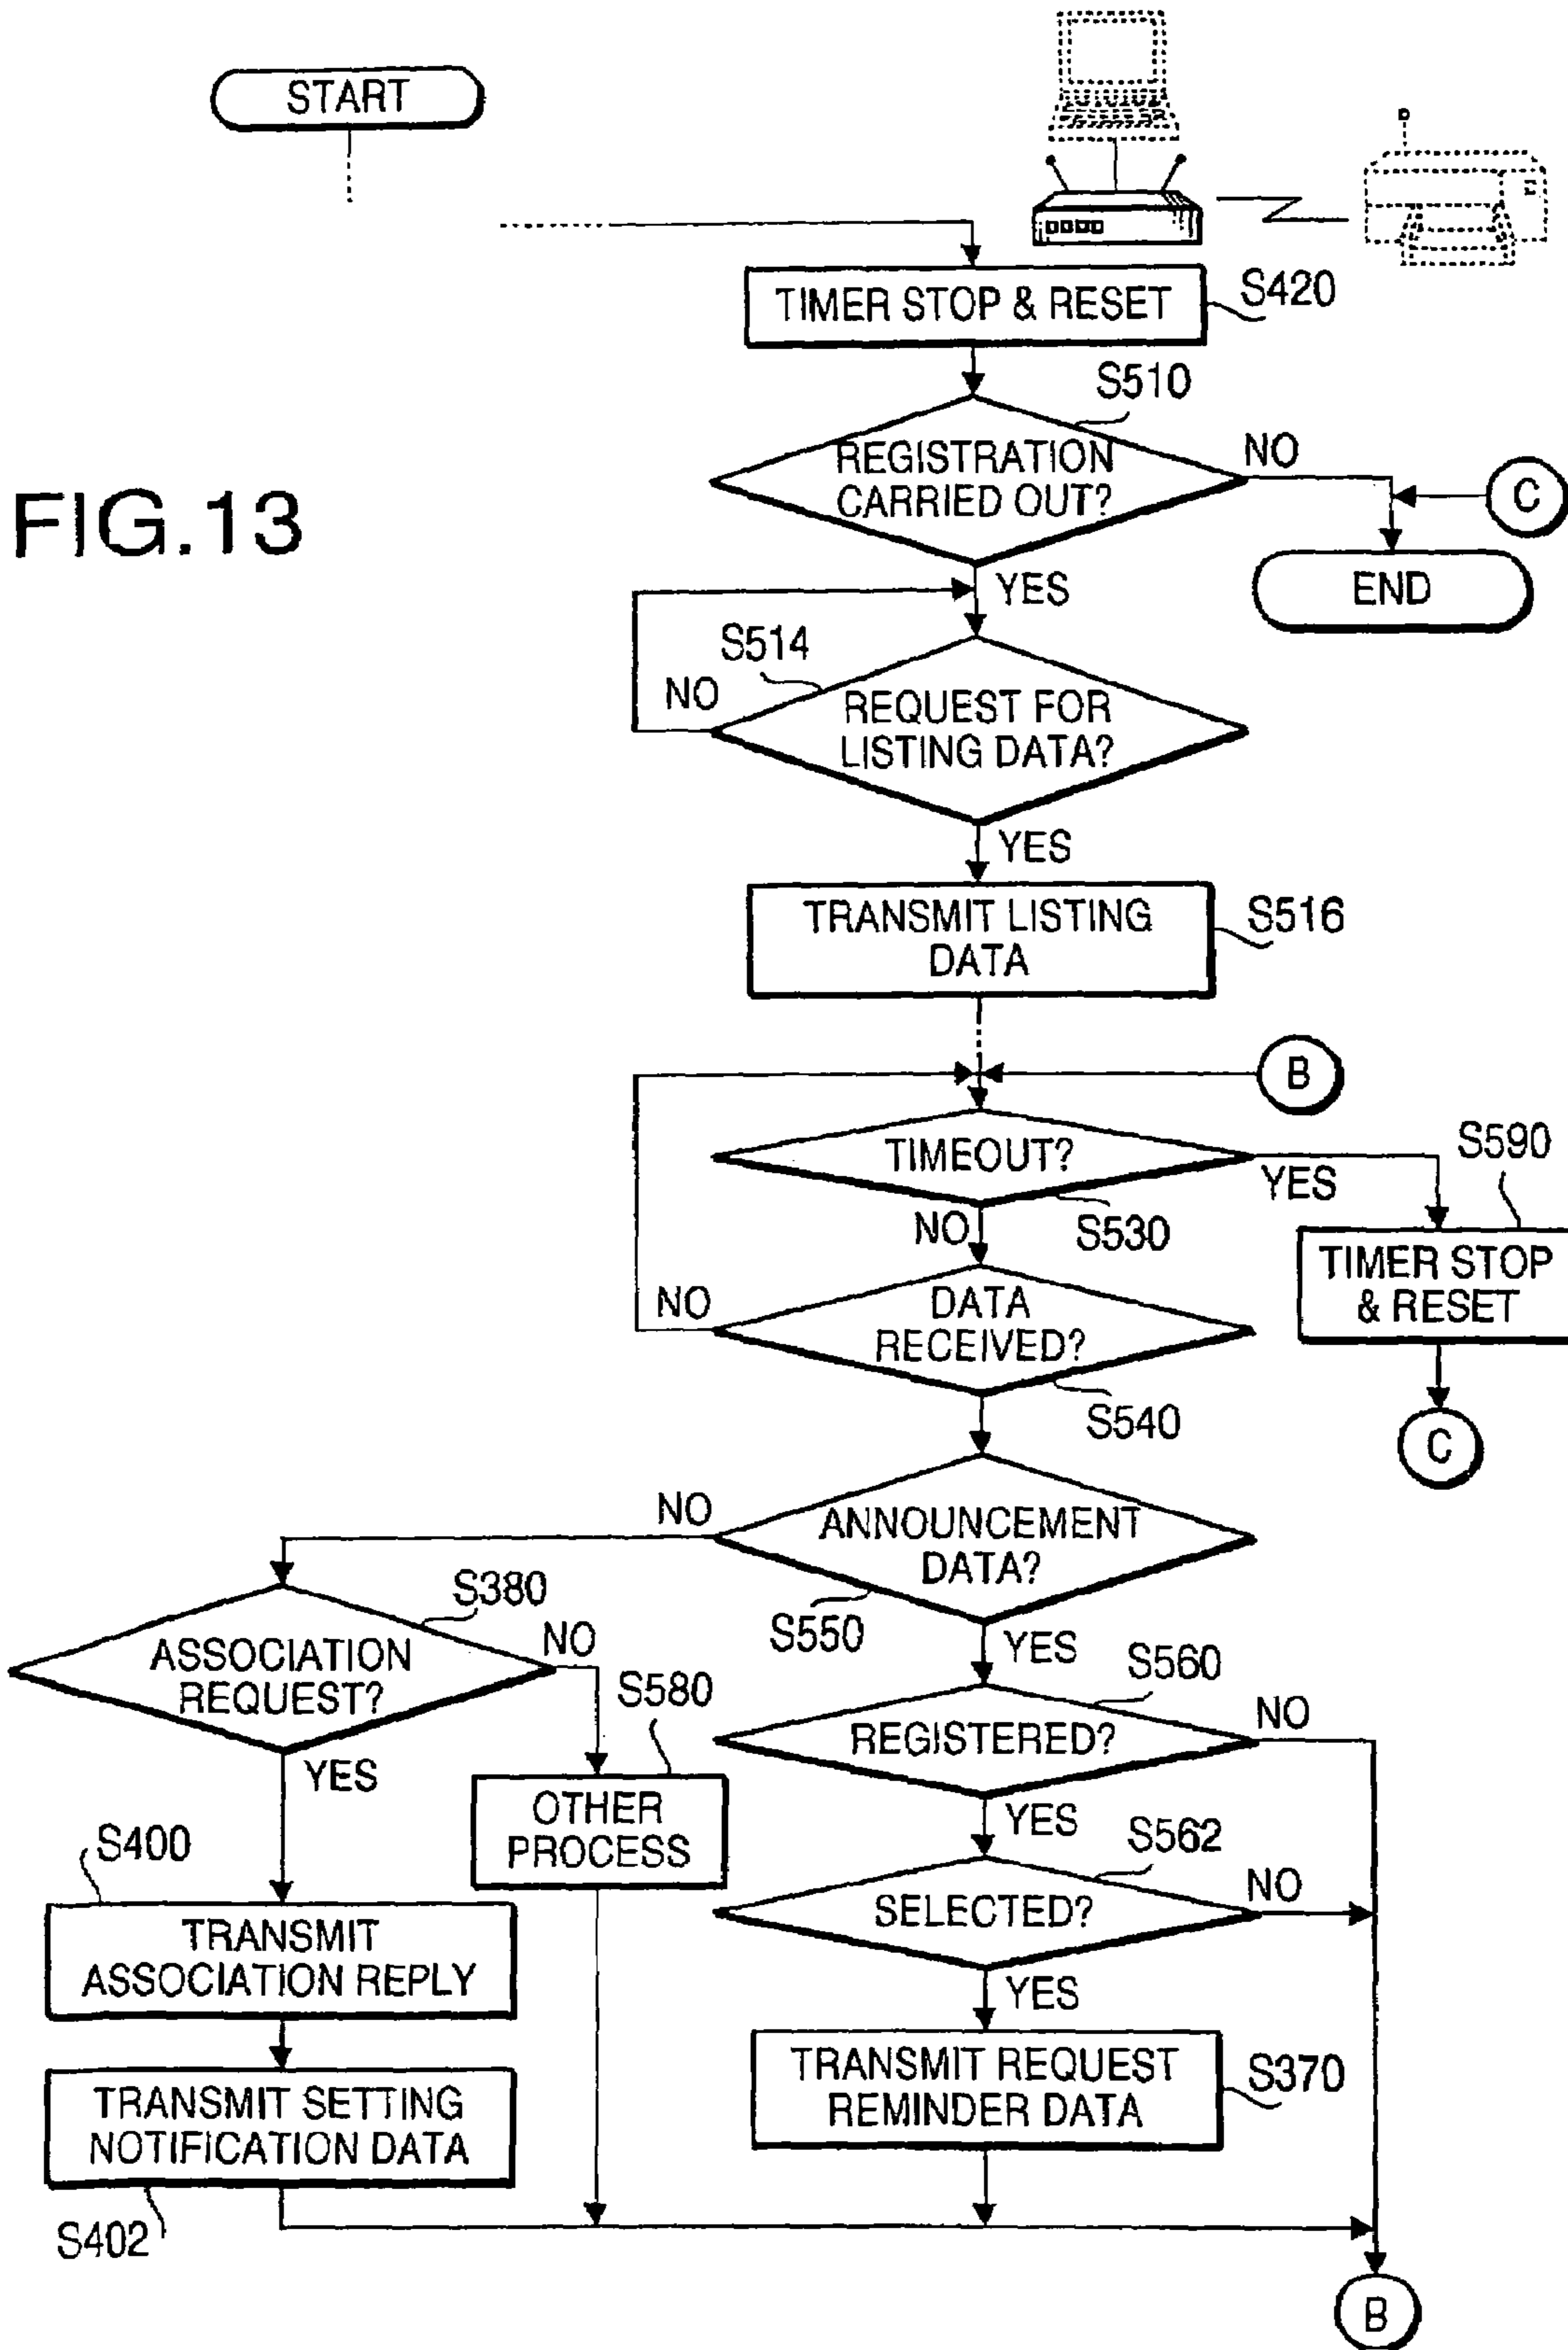 START
TIMER STOP & RESET
S420
S510
REGISTRATION
CARRIED OUT?
NO
C
FIG.13
END
YES
S514
NO
REQUEST FOR
LISTING DATA?
YES
TRANSMIT LISTING
DATA
S516
B
TIMEOUT?
YES
S590
NO
S530
TIMER STOP
& RESET
NO
DATA
RECEIVED?
S540
C
NO
ANNOUNCEMENT
DATA?
S550
YES
S380
ASSOCIATION
REQUEST?
NO
YES
S580
OTHER
PROCESS
S560
REGISTERED?
NO
YES
S562
SELECTED?
NO
YES
S400
TRANSMIT
ASSOCIATION REPLY
TRANSMIT SETTING
NOTIFICATION DATA
S402
TRANSMIT REQUEST
REMINDER DATA
S370
B